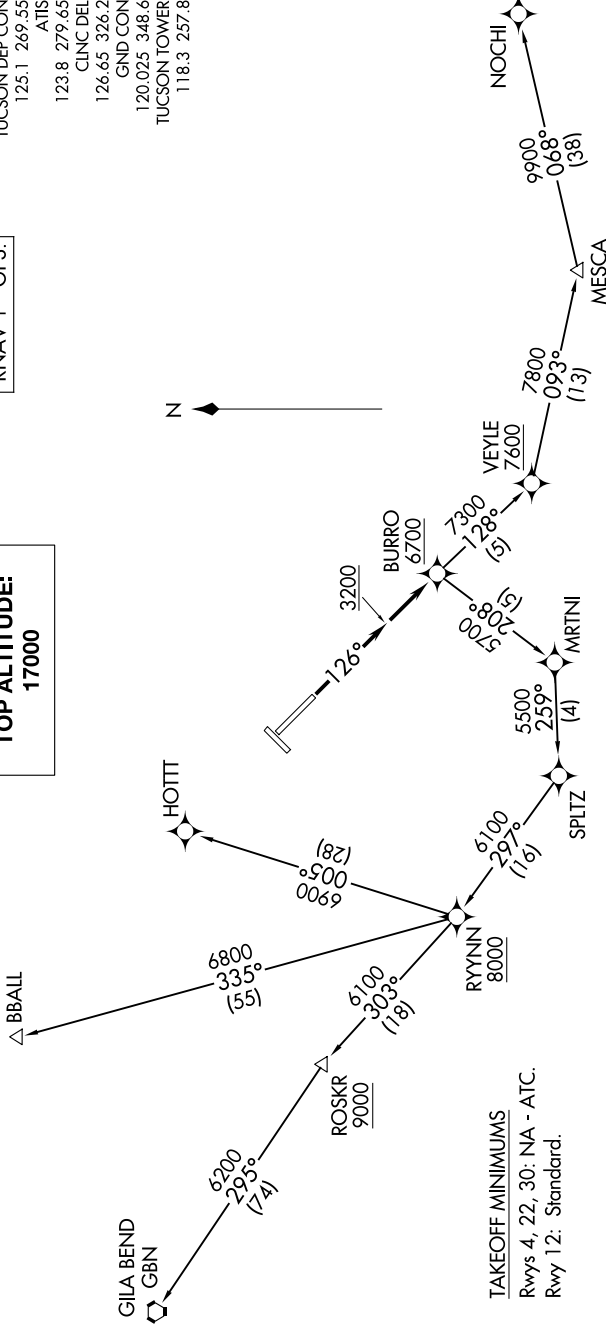 TUCSON DEP CON
125.1 269.55
ATIS
123.8 279.65
CLNC DEL
126.65 326.2
GND CON
120.025 348.6
TUCSON TOWER
118.3 257.8
RNAV 1 - GPS.
TOP ALTITUDE:
17000
N
NOCHI
9900
068°
(38)
MESCA
7800
093°
(13)
VEYLE
7600
7300
128°
(5)
BURRO
6700
3200
126°
5700
208°
(5)
MRTNI
5500
259°
(4)
SPLTZ
6100
297°
(16)
RYYNN
8000
HOTTT
6900
005°
(28)
BBALL
6800
335°
(55)
6100
303°
(18)
ROSKR
9000
6200
295°
(74)
GILA BEND
GBN
TAKEOFF MINIMUMS
Rwys 4, 22, 30: NA - ATC.
Rwy 12: Standard.